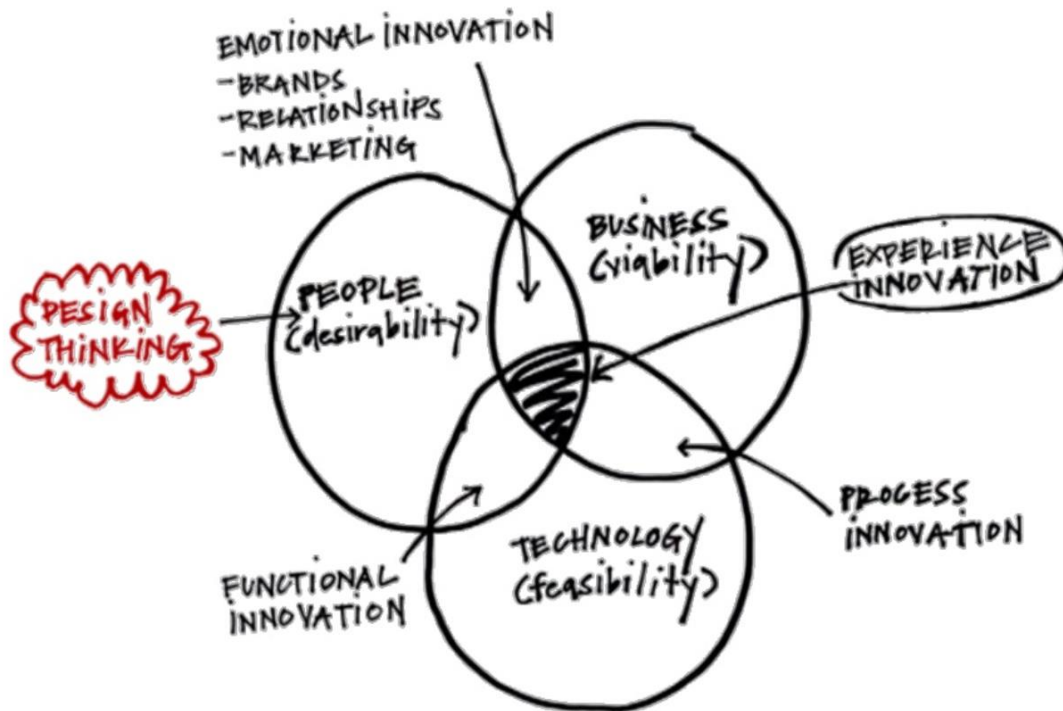 EMOTIONAL INNOVATION
-BRANDS
-RELATIONSHIPS
-MARKETING
BUSINESS
(viability)
EXPERIENCE
INNOVATION
DESIGN
THINKING
PEOPLE
(desirability)
PROCESS
INNOVATION
TECHNOLOGY
(feasibility)
FUNCTIONAL
INNOVATION